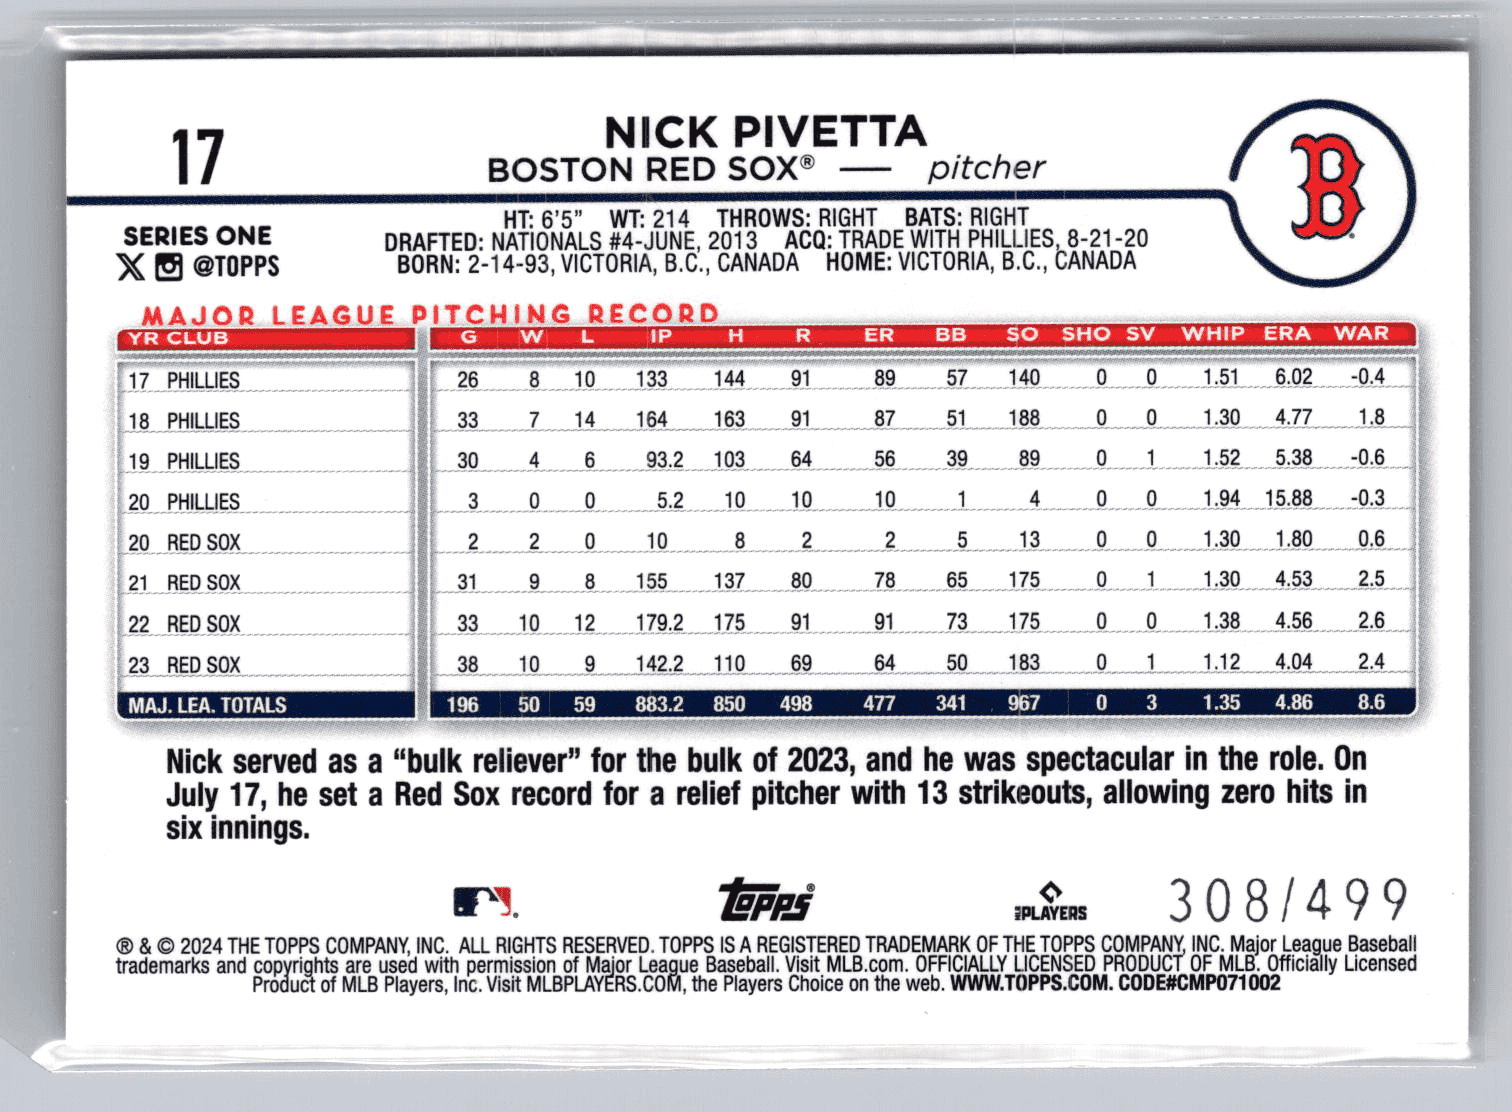 17
NICK PIVETTA
BOSTON RED SOX® — pitcher
B
SERIES ONE
X @TOPPS
HT: 6'5” WT: 214 THROWS: RIGHT BATS: RIGHT
DRAFTED: NATIONALS #4-JUNE, 2013 ACQ: TRADE WITH PHILLIES, 8-21-20
BORN: 2-14-93, VICTORIA, B.C., CANADA HOME: VICTORIA, B.C., CANADA
MAJOR LEAGUE PITCHING RECORD
YR CLUB G W L IP H R ER BB SO SHO SV WHIP ERA WAR
17 PHILLIES 26 8 10 133 144 91 89 57 140 0 0 1.51 6.02 -0.4
18 PHILLIES 33 7 14 164 163 91 87 51 188 0 0 1.30 4.77 1.8
19 PHILLIES 30 4 6 93.2 103 64 56 39 89 0 1 1.52 5.38 -0.6
20 PHILLIES 3 0 0 5.2 10 10 10 1 4 0 0 1.94 15.88 -0.3
20 RED SOX 2 2 0 10 8 2 2 5 13 0 0 1.30 1.80 0.6
21 RED SOX 31 9 8 155 137 80 78 65 175 0 1 1.30 4.53 2.5
22 RED SOX 33 10 12 179.2 175 91 91 73 175 0 0 1.38 4.56 2.6
23 RED SOX 38 10 9 142.2 110 69 64 50 183 0 1 1.12 4.04 2.4
MAJ. LEA. TOTALS 196 50 59 883.2 850 498 477 341 967 0 3 1.35 4.86 8.6
Nick served as a “bulk reliever” for the bulk of 2023, and he was spectacular in the role. On
July 17, he set a Red Sox record for a relief pitcher with 13 strikeouts, allowing zero hits in
six innings.
Topps® MLB PLAYERS 308/499
® & © 2024 THE TOPPS COMPANY, INC. ALL RIGHTS RESERVED. TOPPS IS A REGISTERED TRADEMARK OF THE TOPPS COMPANY, INC. Major League Baseball
trademarks and copyrights are used with permission of Major League Baseball. Visit MLB.com. OFFICIALLY LICENSED PRODUCT OF MLB. Officially Licensed
Product of MLB Players, Inc. Visit MLBPLAYERS.COM, the Players Choice on the web. WWW.TOPPS.COM. CODE#CMP071002